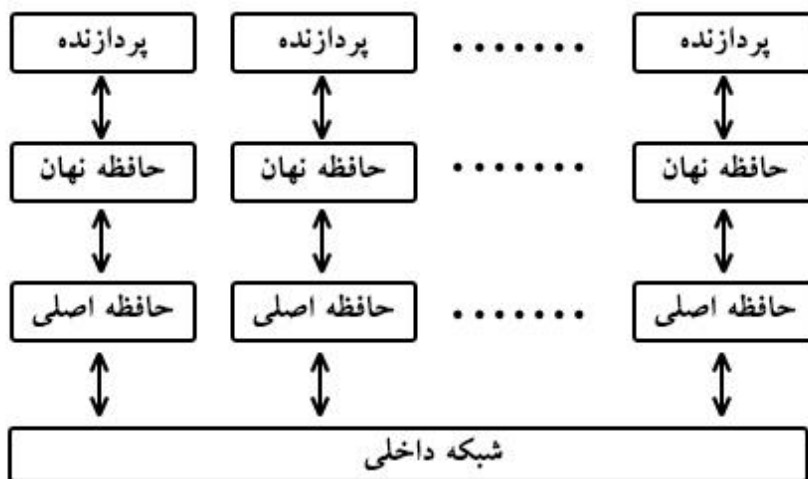 پردازنده پردازنده ....... پردازنده
حافظه نهان حافظه نهان ....... حافظه نهان
حافظه اصلی حافظه اصلی ....... حافظه اصلی
شبکه داخلی